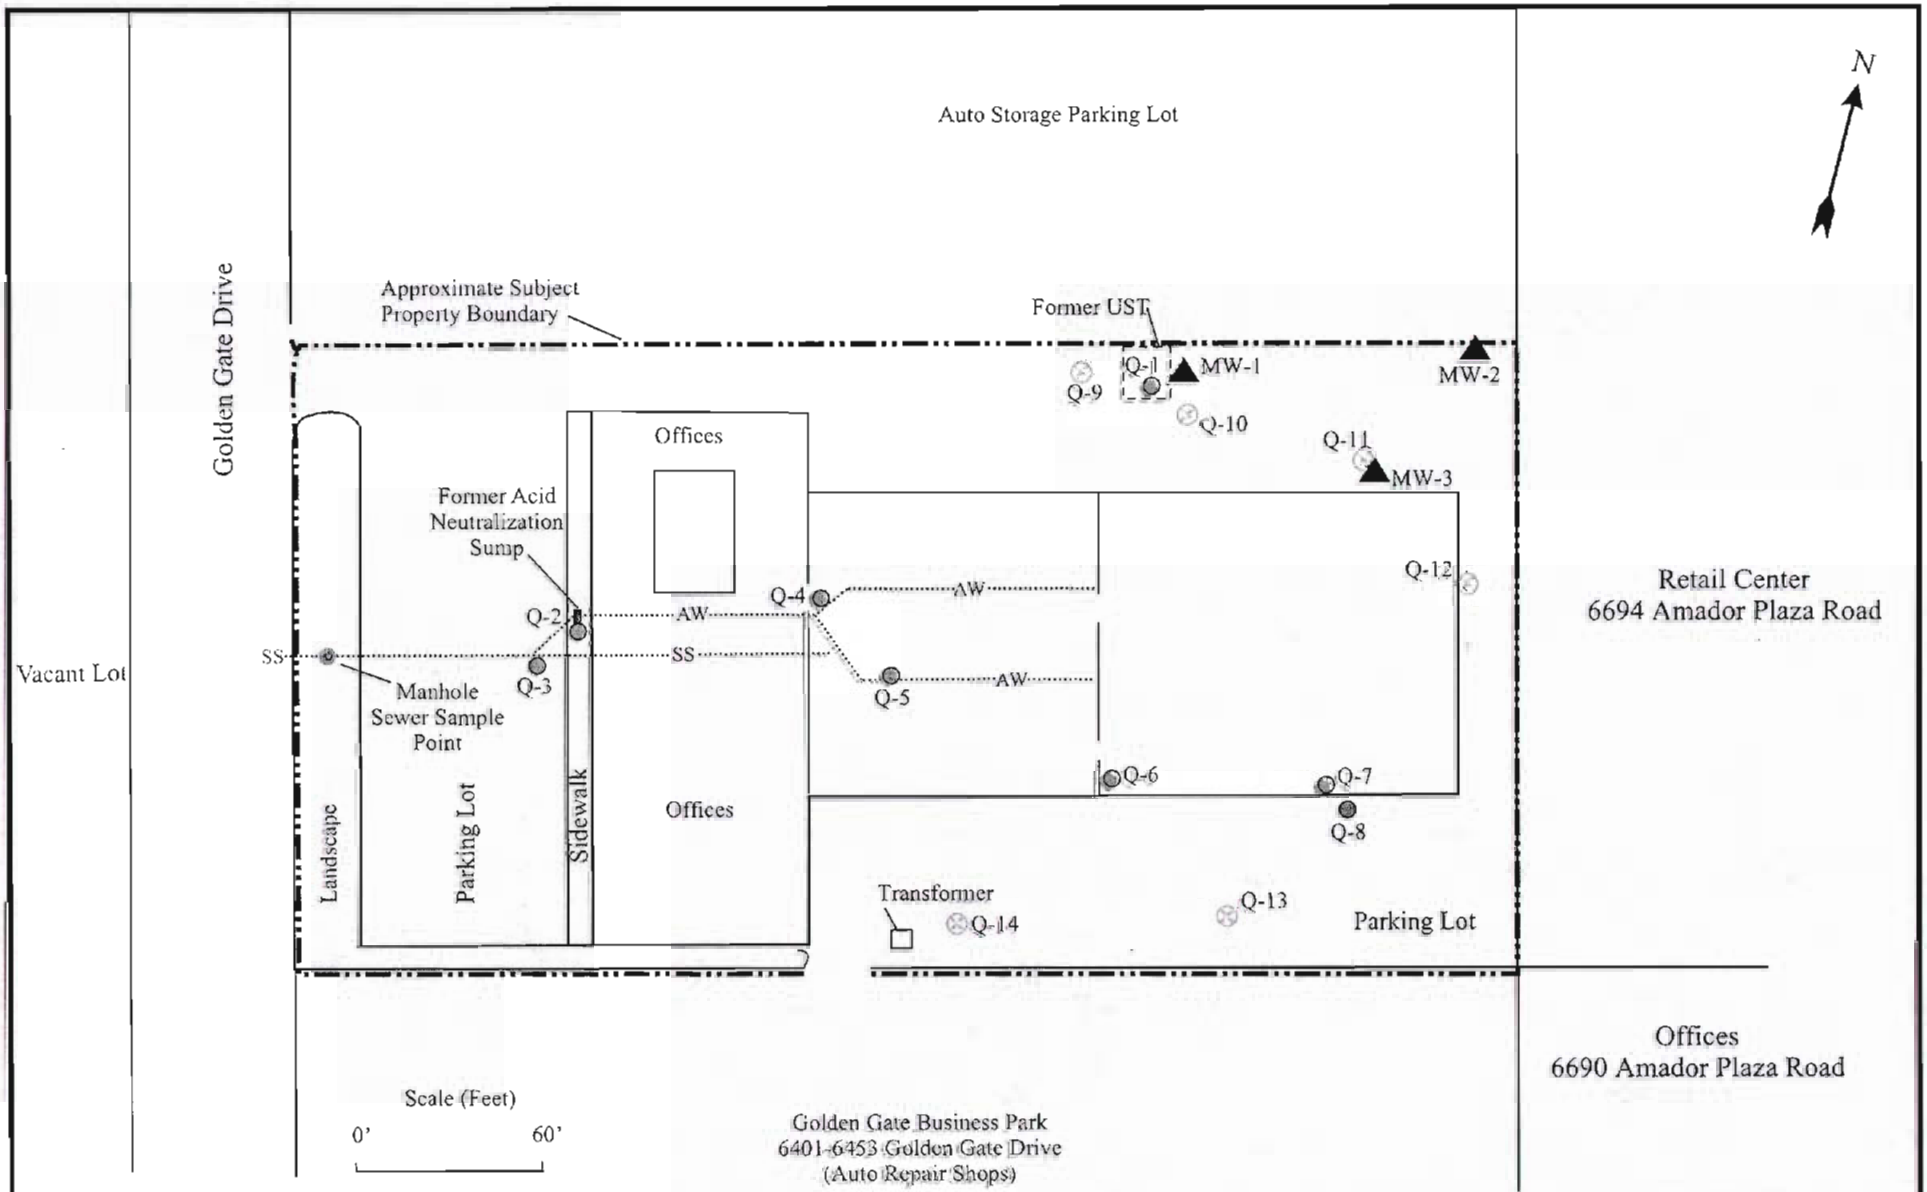 N
Auto Storage Parking Lot
Golden Gate Drive
Approximate Subject
Property Boundary
Former UST
Q-1
MW-1
MW-2
Q-9
Q-10
Q-11
MW-3
Offices
Former Acid
Neutralization
Sump
Q-12
Retail Center
6694 Amador Plaza Road
Q-4
AW
Q-2
AW
SS
SS
Vacant Lot
Q-3
Q-5
AW
Manhole
Sewer Sample
Point
Q-6
Q-7
Q-8
Landscape
Parking Lot
Sidewalk
Offices
Transformer
Q-14
Q-13
Parking Lot
Offices
6690 Amador Plaza Road
Scale (Feet)
0'
60'
Golden Gate Business Park
6401-6453 Golden Gate Drive
(Auto Repair Shops)